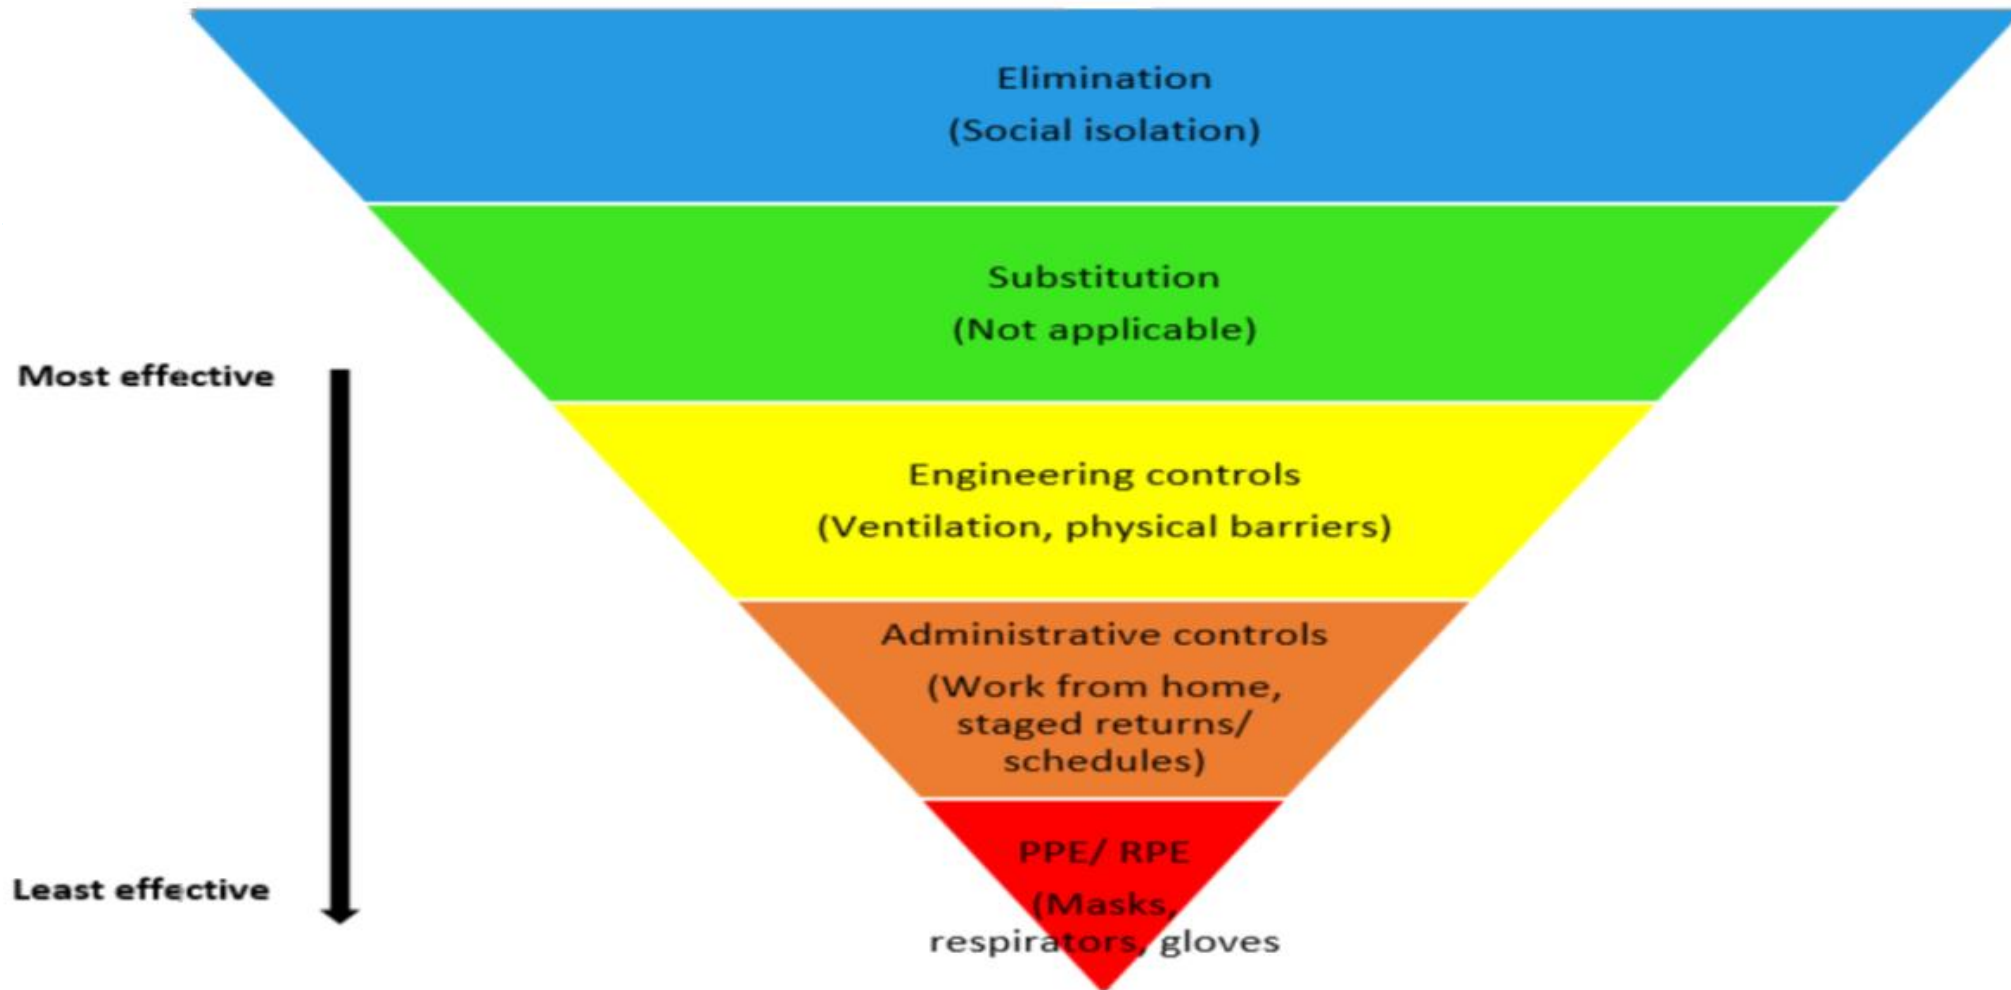 Elimination
(Social isolation)
Substitution
(Not applicable)
Most effective
Engineering controls
(Ventilation, physical barriers)
Administrative controls
(Work from home,
staged returns/
schedules)
PPE/ RPE
Least effective
(Masks,
respirators, gloves